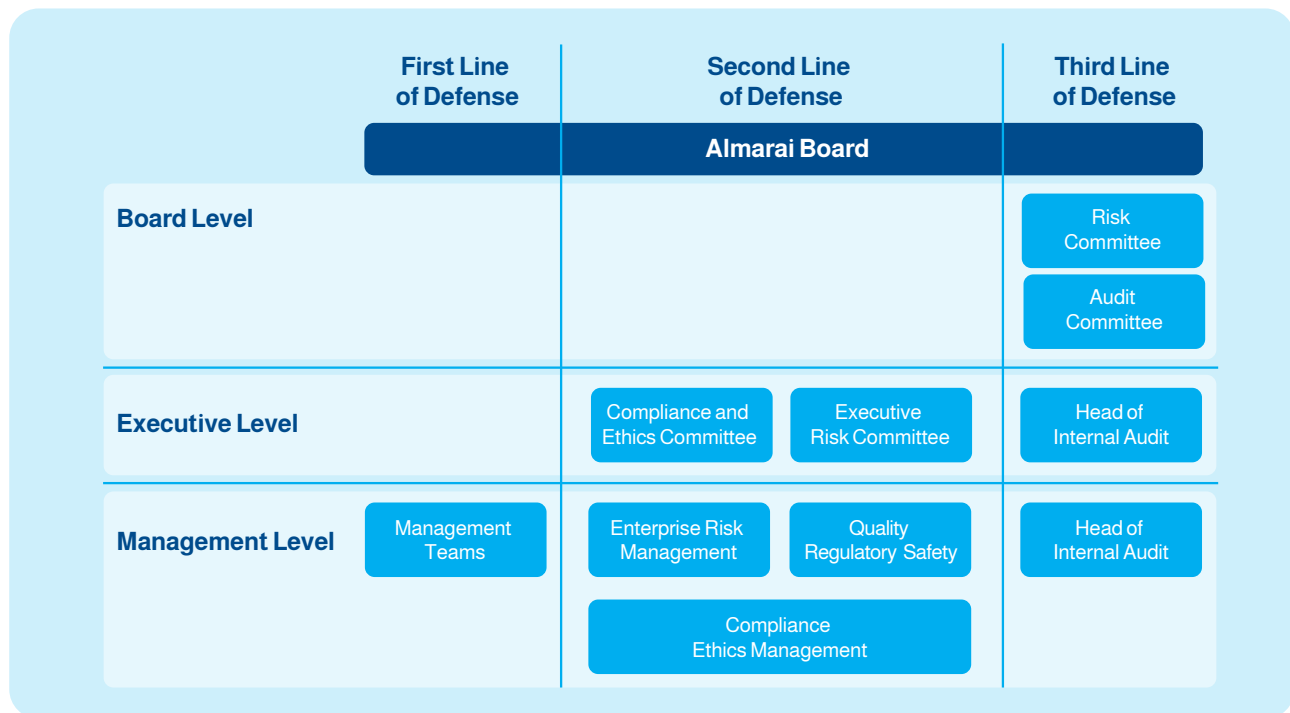 First Line
of Defense
Second Line
of Defense
Third Line
of Defense
Almarai Board
Board Level
Risk
Committee
Audit
Committee
Executive Level
Compliance and
Ethics Committee
Executive
Risk Committee
Head of
Internal Audit
Management Level
Management
Teams
Enterprise Risk
Management
Quality
Regulatory Safety
Head of
Internal Audit
Compliance
Ethics Management